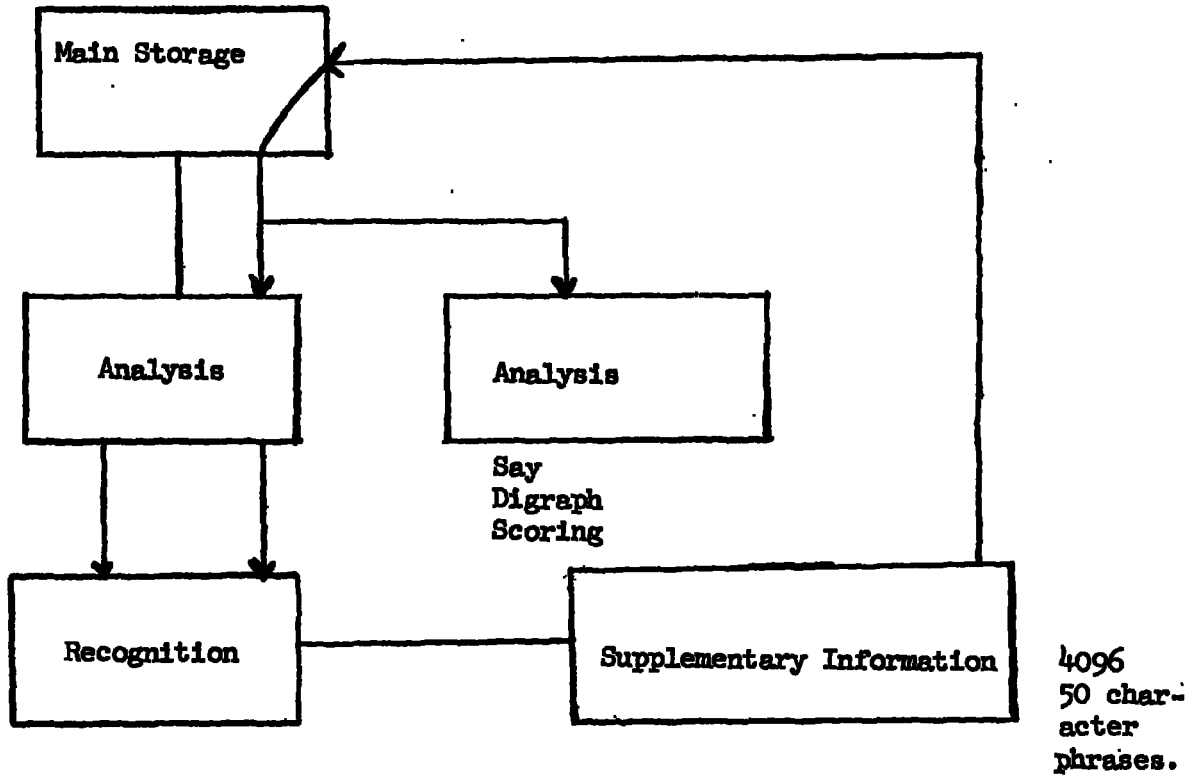 Main Storage
Analysis
Analysis
Say
Digraph
Scoring
Recognition
Supplementary Information
4096
50 char-
acter
phrases.